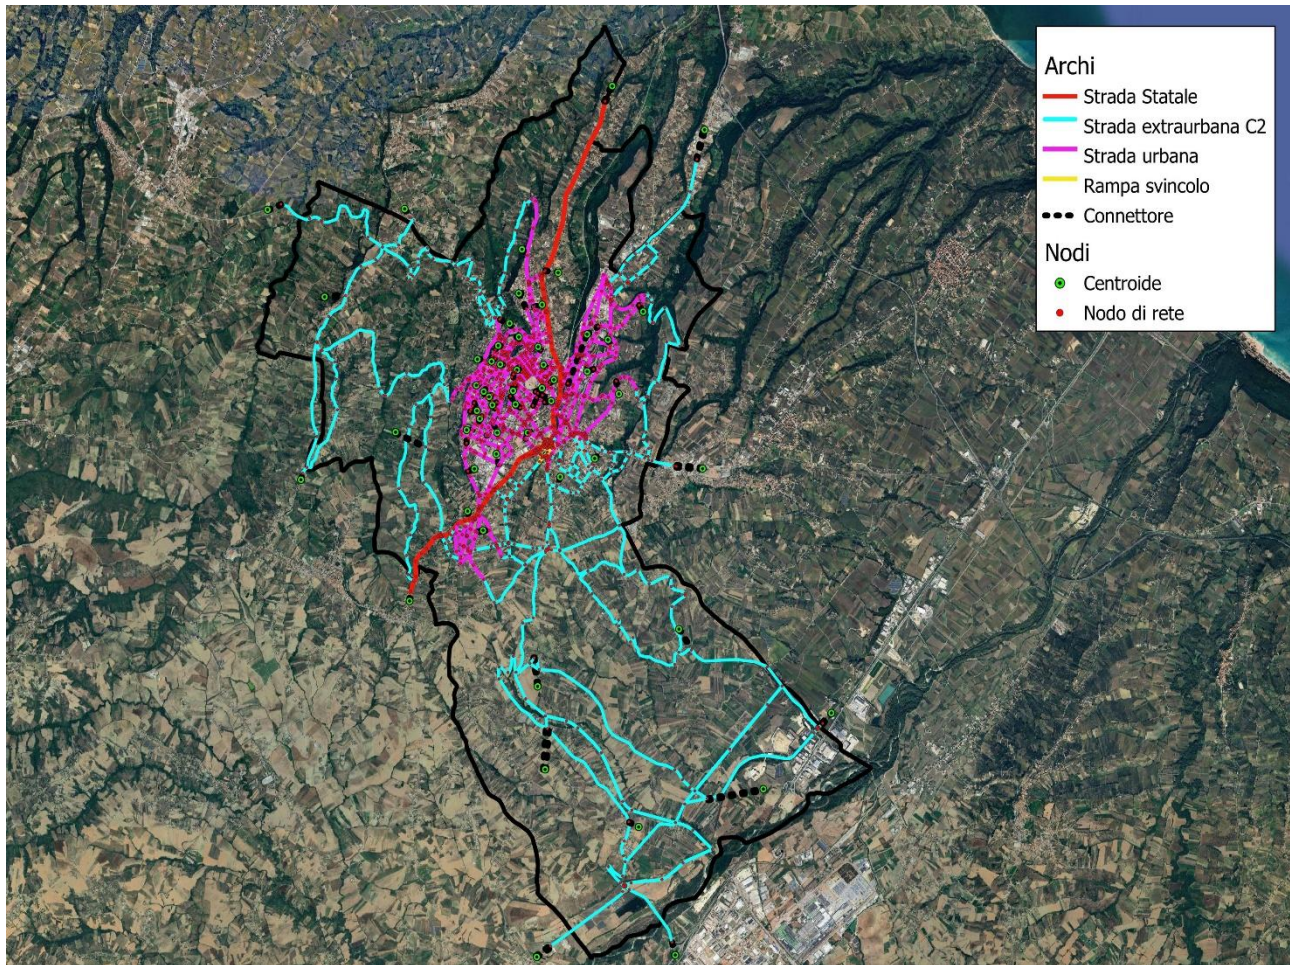 Archi
Strada Statale
Strada extraurbana C2
Strada urbana
Rampa svincolo
Connettore
Nodi
Centroide
Nodo di rete